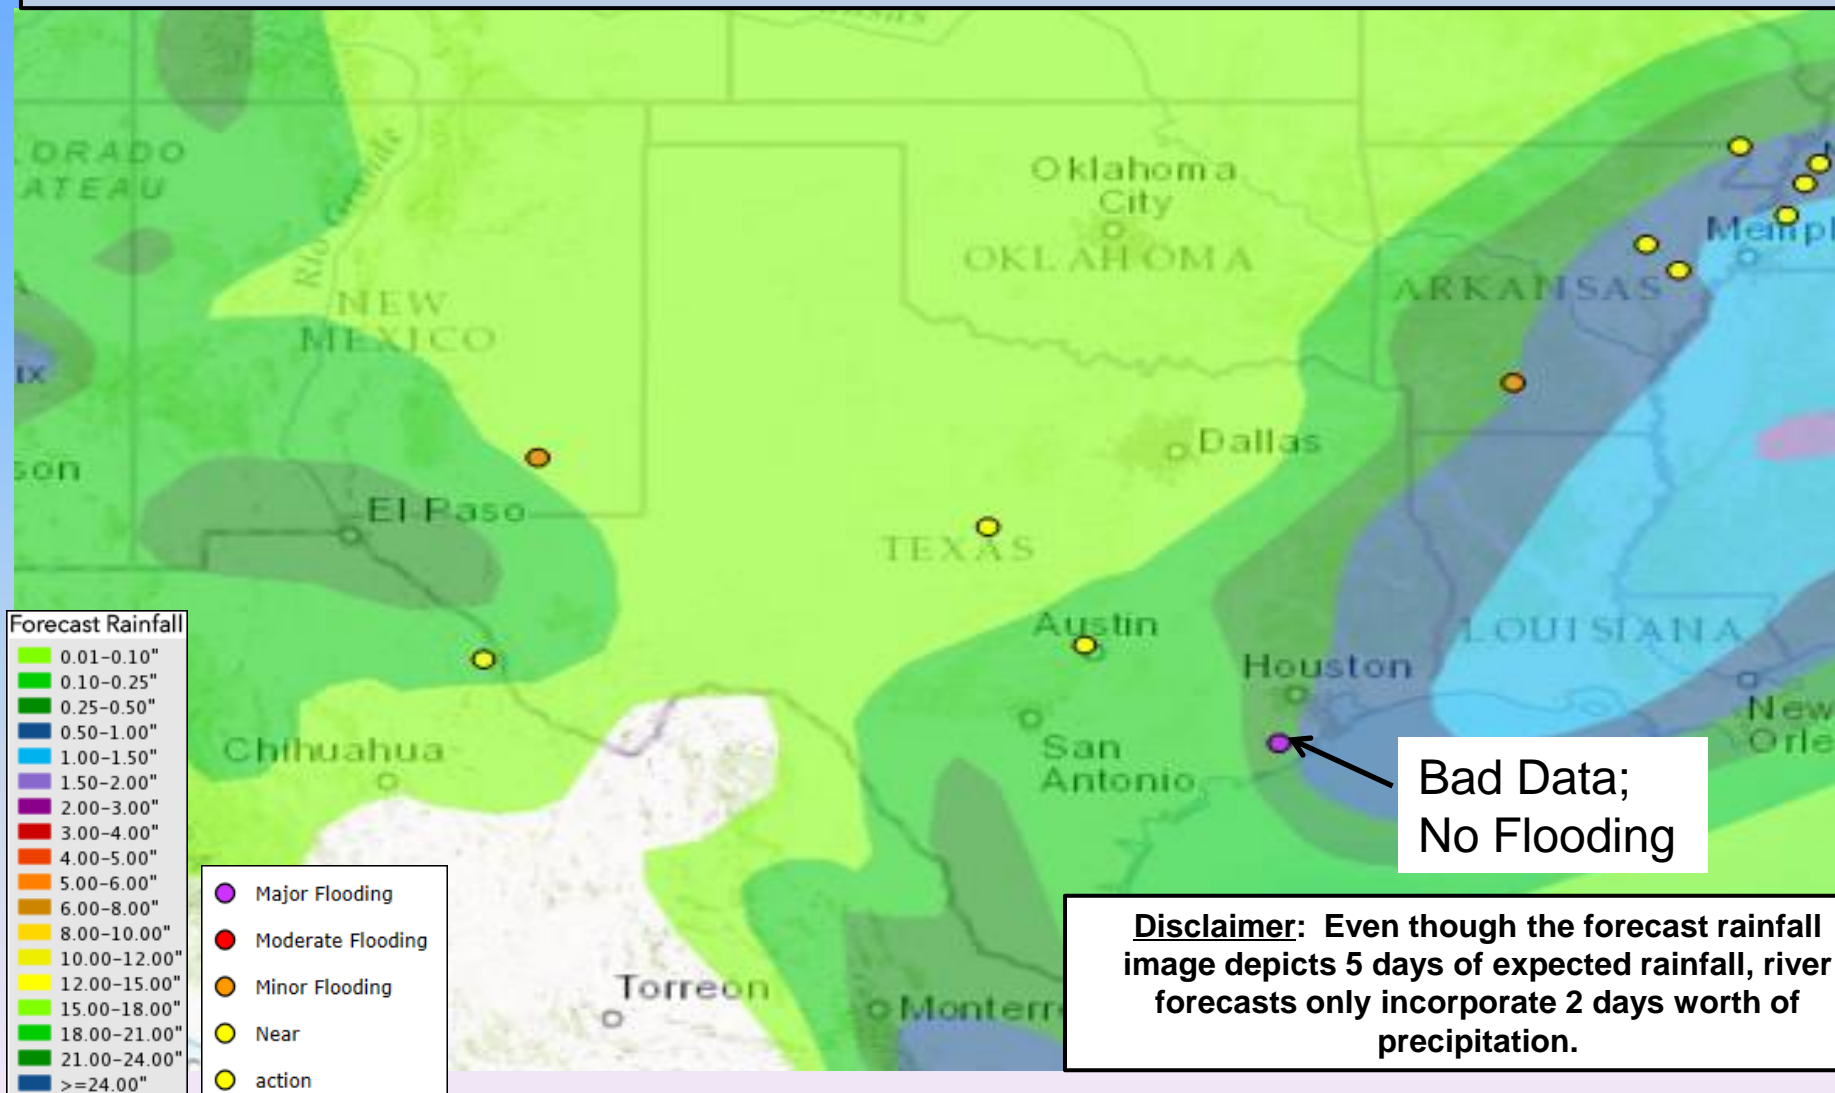 ORADO
ATEAU
Rio Grande
NEW
MEXICO
Oklahoma
City
OKLAHOMA
ARKANSAS
Memph
IX
son
El Paso
Dallas
TEXAS
Austin
Houston
LOUISIANA
San
Antonio
New
Orle
Chihuahua
Torreon
Monterr
Bad Data;
No Flooding
Forecast Rainfall
0.01-0.10"
0.10-0.25"
0.25-0.50"
0.50-1.00"
1.00-1.50"
1.50-2.00"
2.00-3.00"
3.00-4.00"
4.00-5.00"
5.00-6.00"
6.00-8.00"
8.00-10.00"
10.00-12.00"
12.00-15.00"
15.00-18.00"
18.00-21.00"
21.00-24.00"
>=24.00"
Major Flooding
Moderate Flooding
Minor Flooding
Near
action
Disclaimer: Even though the forecast rainfall
image depicts 5 days of expected rainfall, river
forecasts only incorporate 2 days worth of
precipitation.